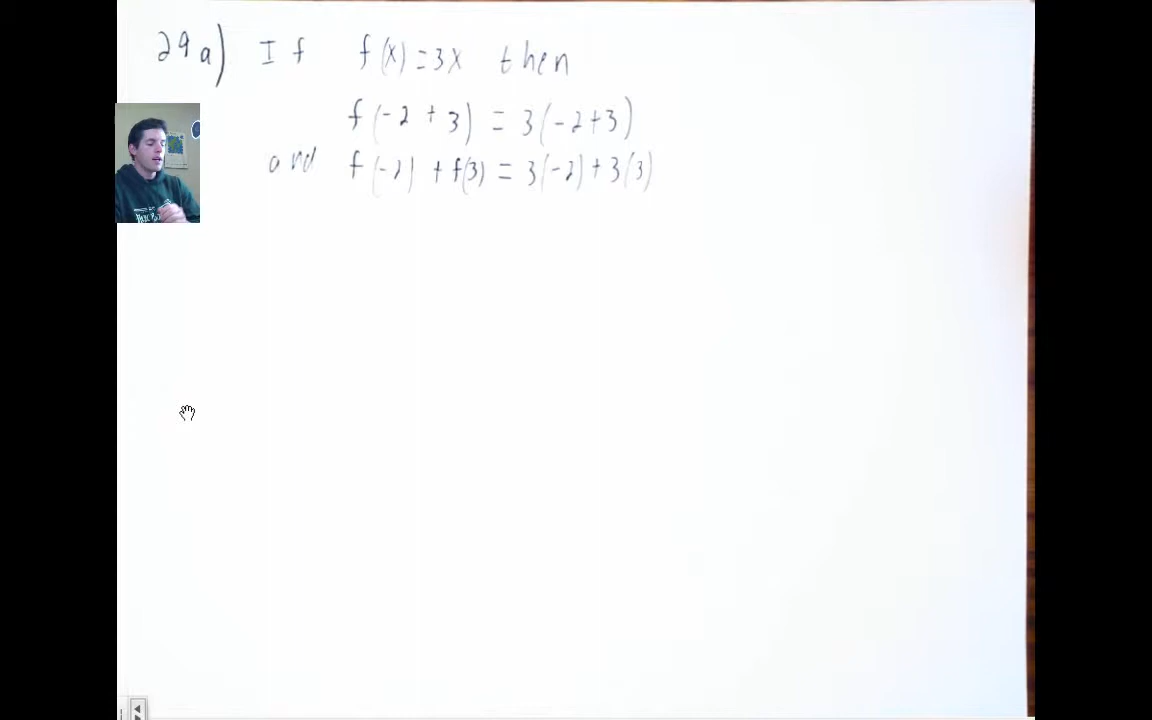 29a) If f(x)=3x then
f(-2+3) = 3(-2+3)
and f(-2) + f(3) = 3(-2)+3(3)